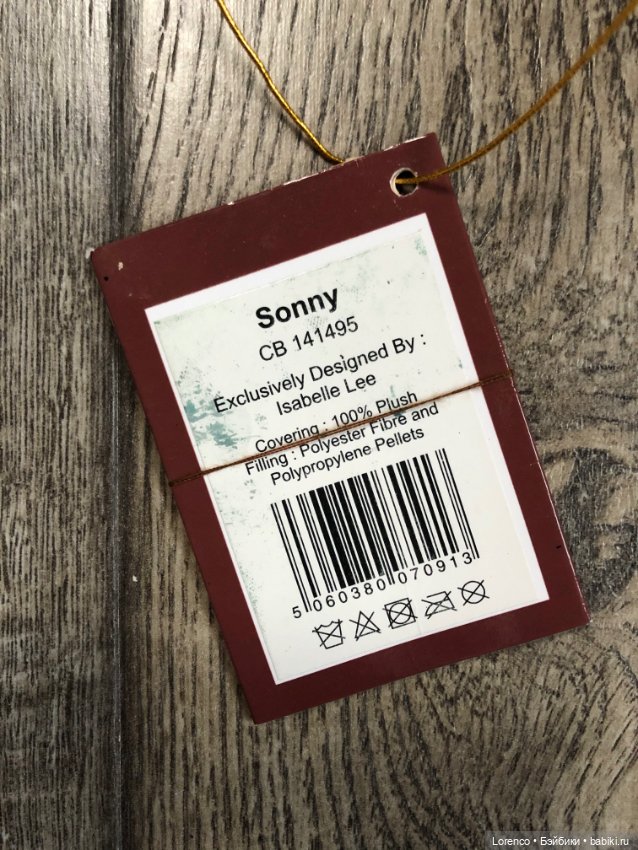 Sonny
CB 141495
Exclusively Designed By :
Isabelle Lee
Covering : 100% Plush
Filling : Polyester Fibre and
Polypropylene Pellets
5 060380 070913
Lorenco • Бэйбики • babiki.ru